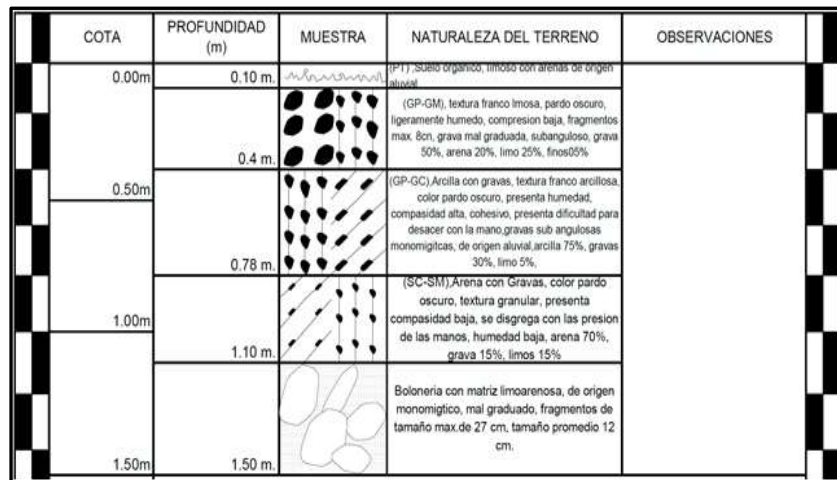 COTA
PROFUNDIDAD
(m)
MUESTRA
NATURALEZA DEL TERRENO
OBSERVACIONES
0.00m
0.10 m.
(PT) ,Suelo organico, limoso con arenas de origen
aluvial
0.4 m.
(GP-GM), textura franco lmosa, pardo oscuro,
ligeramente humedo, compresion baja, fragmentos
max. 8cn, grava mal graduada, subanguloso, grava
50%, arena 20%, limo 25%, finos05%
0.50m
0.78 m.
(GP-GC),Arcilla con gravas, textura franco arcillosa,
color pardo oscuro, presenta humedad,
compasidad alta, cohesivo, presenta dificultad para
desacer con la mano,gravas sub angulosas
monomigitcas, de origen aluvial,arcilla 75%, gravas
30%, limo 5%,
1.00m
1.10 m.
(SC-SM),Arena con Gravas, color pardo
oscuro, textura granular, presenta
compasidad baja, se disgrega con las presion
de las manos, humedad baja, arena 70%,
grava 15%, limos 15%
1.50m
1.50 m.
Boloneria con matriz limoarenosa, de origen
monomigtico, mal graduado, fragmentos de
tamaño max.de 27 cm, tamaño promedio 12
cm.